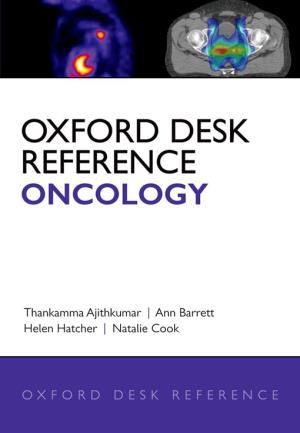 OXFORD DESK
REFERENCE
ONCOLOGY
Thankamma Ajithkumar | Ann Barrett
Helen Hatcher | Natalie Cook
OXFORD DESK REFERENCE